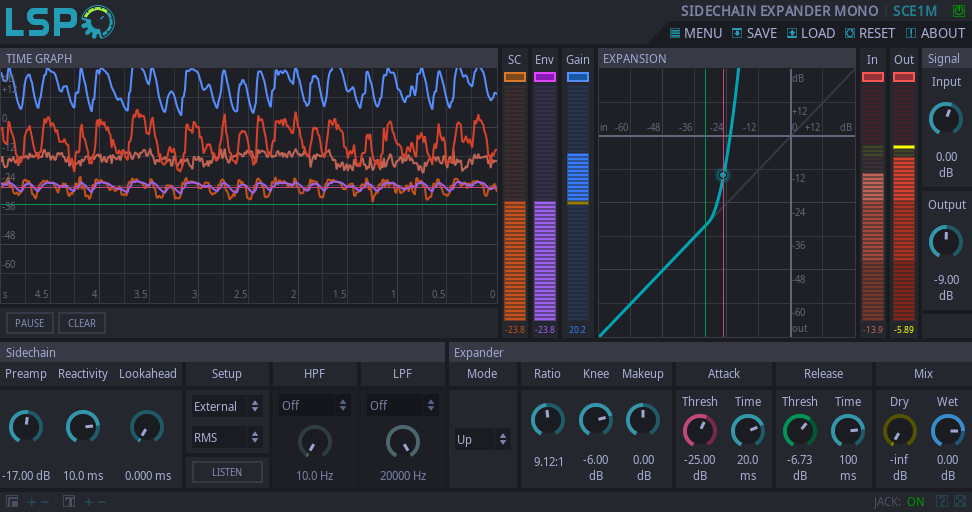 LSP
SIDECHAIN EXPANDER MONO SCE1M
MENU SAVE LOAD RESET ABOUT
TIME GRAPH
SC Env Gain
EXPANSION
In Out
Signal
+12
0
-12
-24
-36
-48
-60
s 4.5 4 3.5 3 2.5 2 1.5 1 0.5 0
PAUSE CLEAR
-23.8 -23.8 20.2
dB
+12
in -60 -48 -36 -24 -12 0 +12 dB
-12
-24
-36
-48
-60
out
-13.9 -5.89
Input
0.00
dB
Output
-9.00
dB
Sidechain
Preamp Reactivity Lookahead Setup HPF LPF
-17.00 dB 10.0 ms 0.000 ms
External
RMS
LISTEN
Off
10.0 Hz
Off
20000 Hz
Expander
Mode Ratio Knee Makeup Attack Release Mix
Up
9.12:1
-6.00
dB
0.00
dB
Thresh Time
-25.00
dB
20.0
ms
Thresh Time
-6.73
dB
100
ms
Dry Wet
-inf
dB
0.00
dB
T
JACK: ON